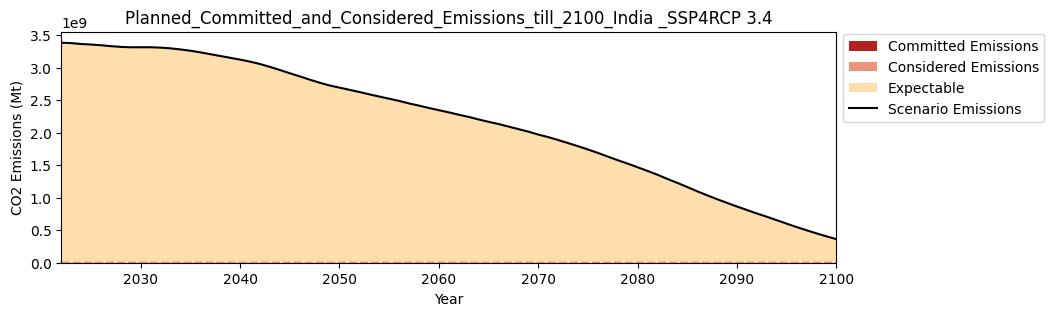 Planned_Committed_and_Considered_Emissions_till_2100_India _SSP4RCP 3.4
1e9
3.5
3.0
2.5
2.0
1.5
1.0
0.5
0.0
CO2 Emissions (Mt)
2030 2040 2050 2060 2070 2080 2090 2100
Year
Committed Emissions
Considered Emissions
Expectable
Scenario Emissions